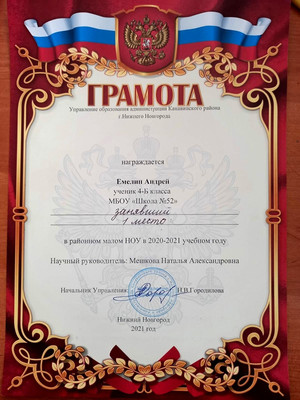 ГРАМОТА
Управление образования администрации Канавинского района
г.Нижнего Новгорода
награждается
Емелин Андрей
ученик 4-Б класса
МБОУ «Школа №52»
занявший
1 место
в районном малом НОУ в 2020-2021 учебном году
Научный руководитель: Мешкова Наталья Александровна
Начальник Управления
Н.В.Городилова
Нижний Новгород
2021 год